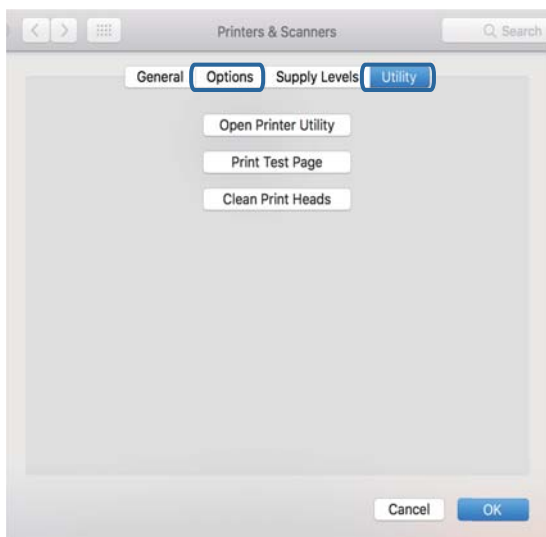 Printers & Scanners
Search
General Options Supply Levels Utility
Open Printer Utility
Print Test Page
Clean Print Heads
Cancel OK